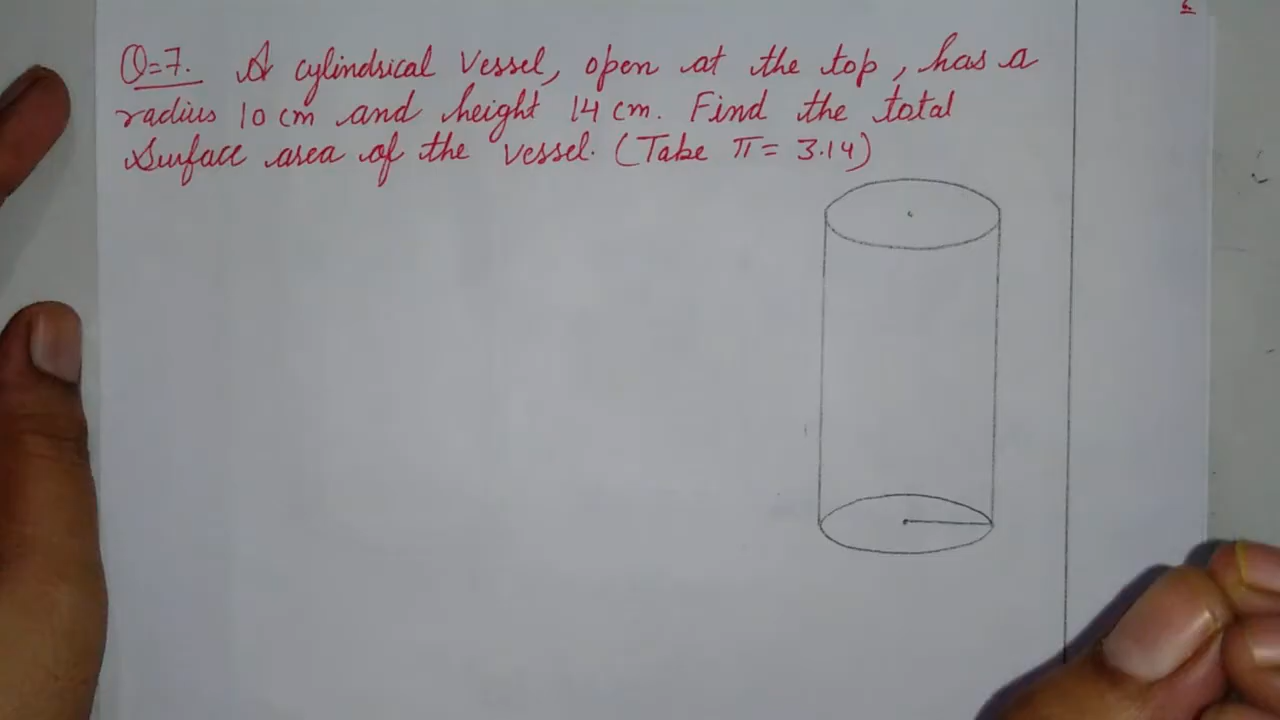 6.
Q=7. A cylindrical vessel, open at the top, has a
radius 10 cm and height 14 cm. Find the total
Surface area of the vessel. (Take π = 3.14)